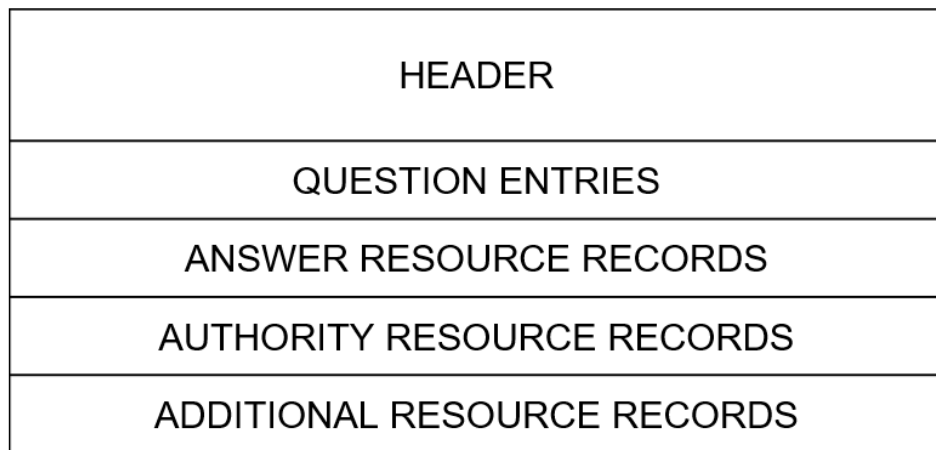 HEADER
QUESTION ENTRIES
ANSWER RESOURCE RECORDS
AUTHORITY RESOURCE RECORDS
ADDITIONAL RESOURCE RECORDS